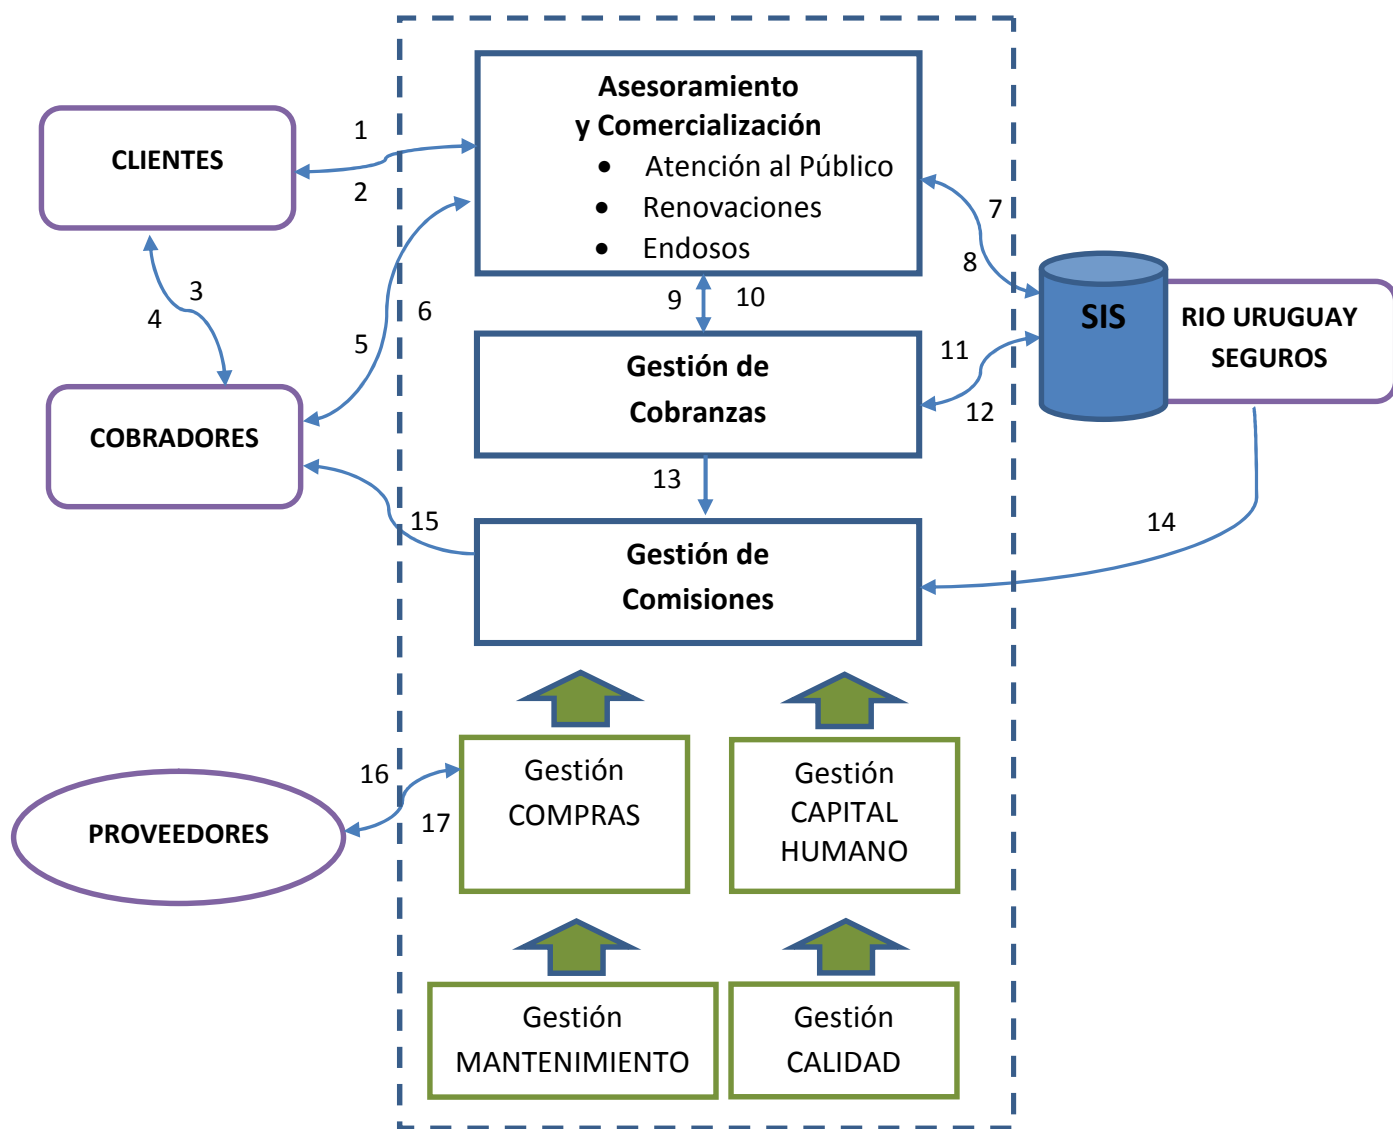 Asesoramiento
y Comercialización
• Atención al Público
• Renovaciones
• Endosos
CLIENTES
1
2
3
4
5
6
7
8
9
10
SIS
RIO URUGUAY
SEGUROS
Gestión de
Cobranzas
11
12
COBRADORES
13
14
15
Gestión de
Comisiones
Gestión
COMPRAS
Gestión
CAPITAL
HUMANO
16
17
PROVEEDORES
Gestión
MANTENIMIENTO
Gestión
CALIDAD